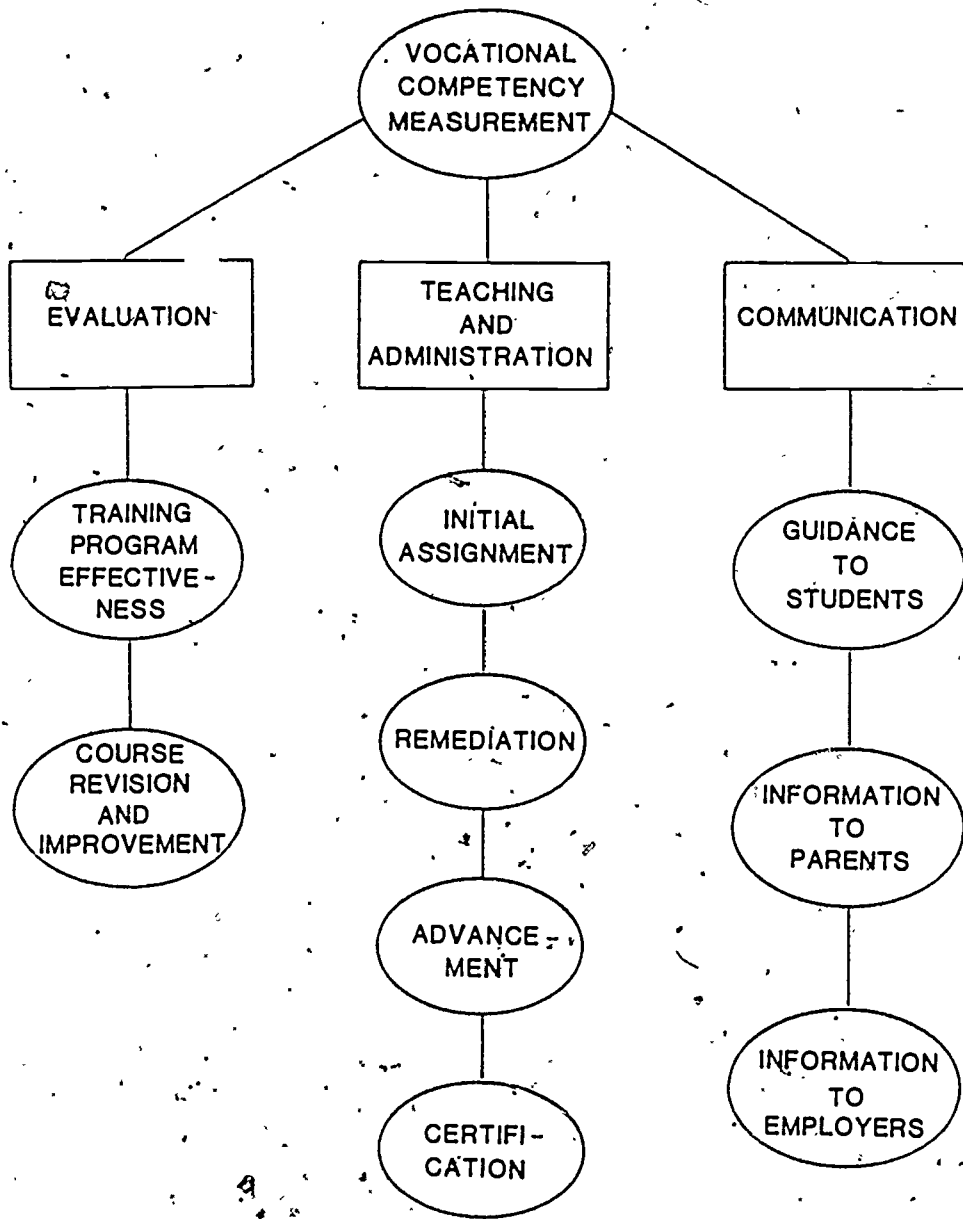 VOCATIONAL
COMPETENCY
MEASUREMENT
EVALUATION
TRAINING
PROGRAM
EFFECTIVE-
NESS
COURSE
REVISION
AND
IMPROVEMENT
TEACHING
AND
ADMINISTRATION
INITIAL
ASSIGNMENT
REMEDIATION
ADVANCE-
MENT
CERTIFI-
CATION
COMMUNICATION
GUIDANCE
TO
STUDENTS
INFORMATION
TO
PARENTS
INFORMATION
TO
EMPLOYERS